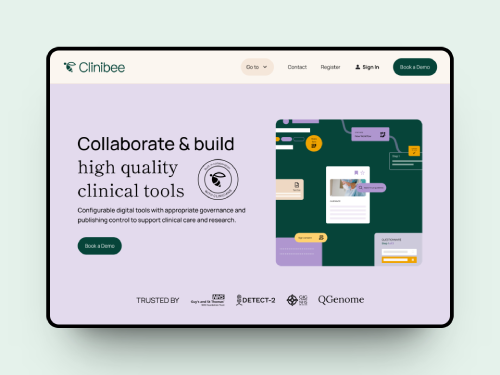 Clinibee
Go to
Contact
Register
Sign in
Book a Demo
Collaborate & build
high quality
clinical tools
Configurable digital tools with appropriate governance and
publishing control to support clinical care and research.
Book a Demo
TRUSTED BY
NHS
Guy's and St Thomas'
DETECT-2
QGenome